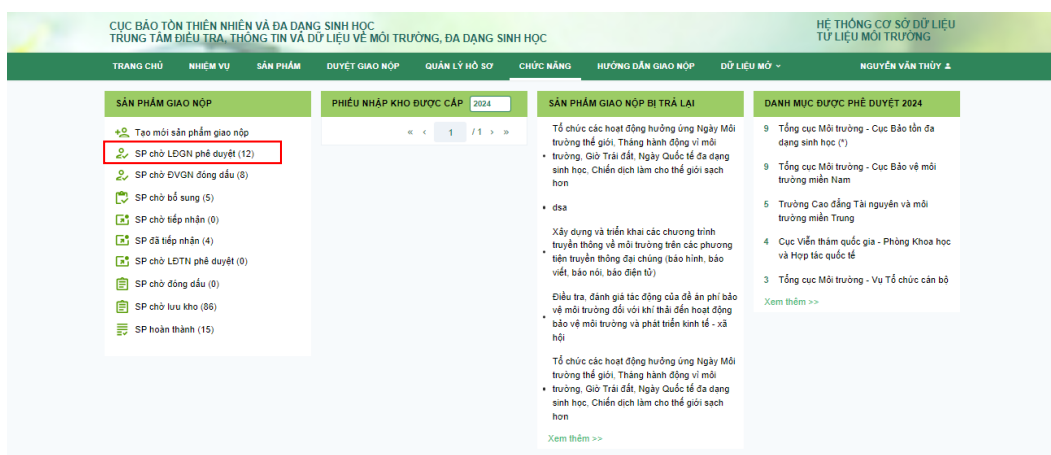 CỤC BẢO TỒN THIÊN NHIÊN VÀ ĐA DẠNG SINH HỌC
TRUNG TÂM ĐIỀU TRA, THÔNG TIN VÀ DỮ LIỆU VỀ MÔI TRƯỜNG, ĐA DẠNG SINH HỌC
HỆ THỐNG CƠ SỞ DỮ LIỆU
TƯ LIỆU MÔI TRƯỜNG
TRANG CHỦ NHIỆM VỤ SẢN PHẨM DUYỆT GIAO NỘP QUẢN LÝ HỒ SƠ CHỨC NĂNG HƯỚNG DẪN GIAO NỘP DỮ LIỆU MỞ NGUYỄN VĂN THÙY
SẢN PHẨM GIAO NỘP
Tạo mới sản phẩm giao nộp
SP chờ LĐGN phê duyệt (12)
SP chờ ĐVGN đóng dấu (8)
SP chờ bổ sung (5)
SP chờ tiếp nhận (0)
SP đã tiếp nhận (4)
SP chờ LĐTN phê duyệt (0)
SP chờ đóng dấu (0)
SP chờ lưu kho (86)
SP hoàn thành (15)
PHIẾU NHẬP KHO ĐƯỢC CẤP 2024
« ‹ 1 / 1 › »
SẢN PHẨM GIAO NỘP BỊ TRẢ LẠI
Tổ chức các hoạt động hưởng ứng Ngày Môi
trường thế giới, Tháng hành động vì môi
• trường, Giờ Trái đất, Ngày Quốc tế đa dạng
sinh học, Chiến dịch làm cho thế giới sạch
hơn
• dsa
Xây dựng và triển khai các chương trình
truyền thông về môi trường trên các phương
• tiện truyền thông đại chúng (báo hình, báo
viết, báo nói, báo điện tử)
Điều tra, đánh giá tác động của đề án phí bảo
vệ môi trường đối với khí thải đến hoạt động
• bảo vệ môi trường và phát triển kinh tế - xã
hội
Tổ chức các hoạt động hưởng ứng Ngày Môi
trường thế giới, Tháng hành động vì môi
• trường, Giờ Trái đất, Ngày Quốc tế đa dạng
sinh học, Chiến dịch làm cho thế giới sạch
hơn
Xem thêm >>
DANH MỤC ĐƯỢC PHÊ DUYỆT 2024
9 Tổng cục Môi trường - Cục Bảo tồn đa
dạng sinh học (*)
9 Tổng cục Môi trường - Cục Bảo vệ môi
trường miền Nam
5 Trường Cao đẳng Tài nguyên và môi
trường miền Trung
4 Cục Viễn thám quốc gia - Phòng Khoa học
và Hợp tác quốc tế
3 Tổng cục Môi trường - Vụ Tổ chức cán bộ
Xem thêm >>